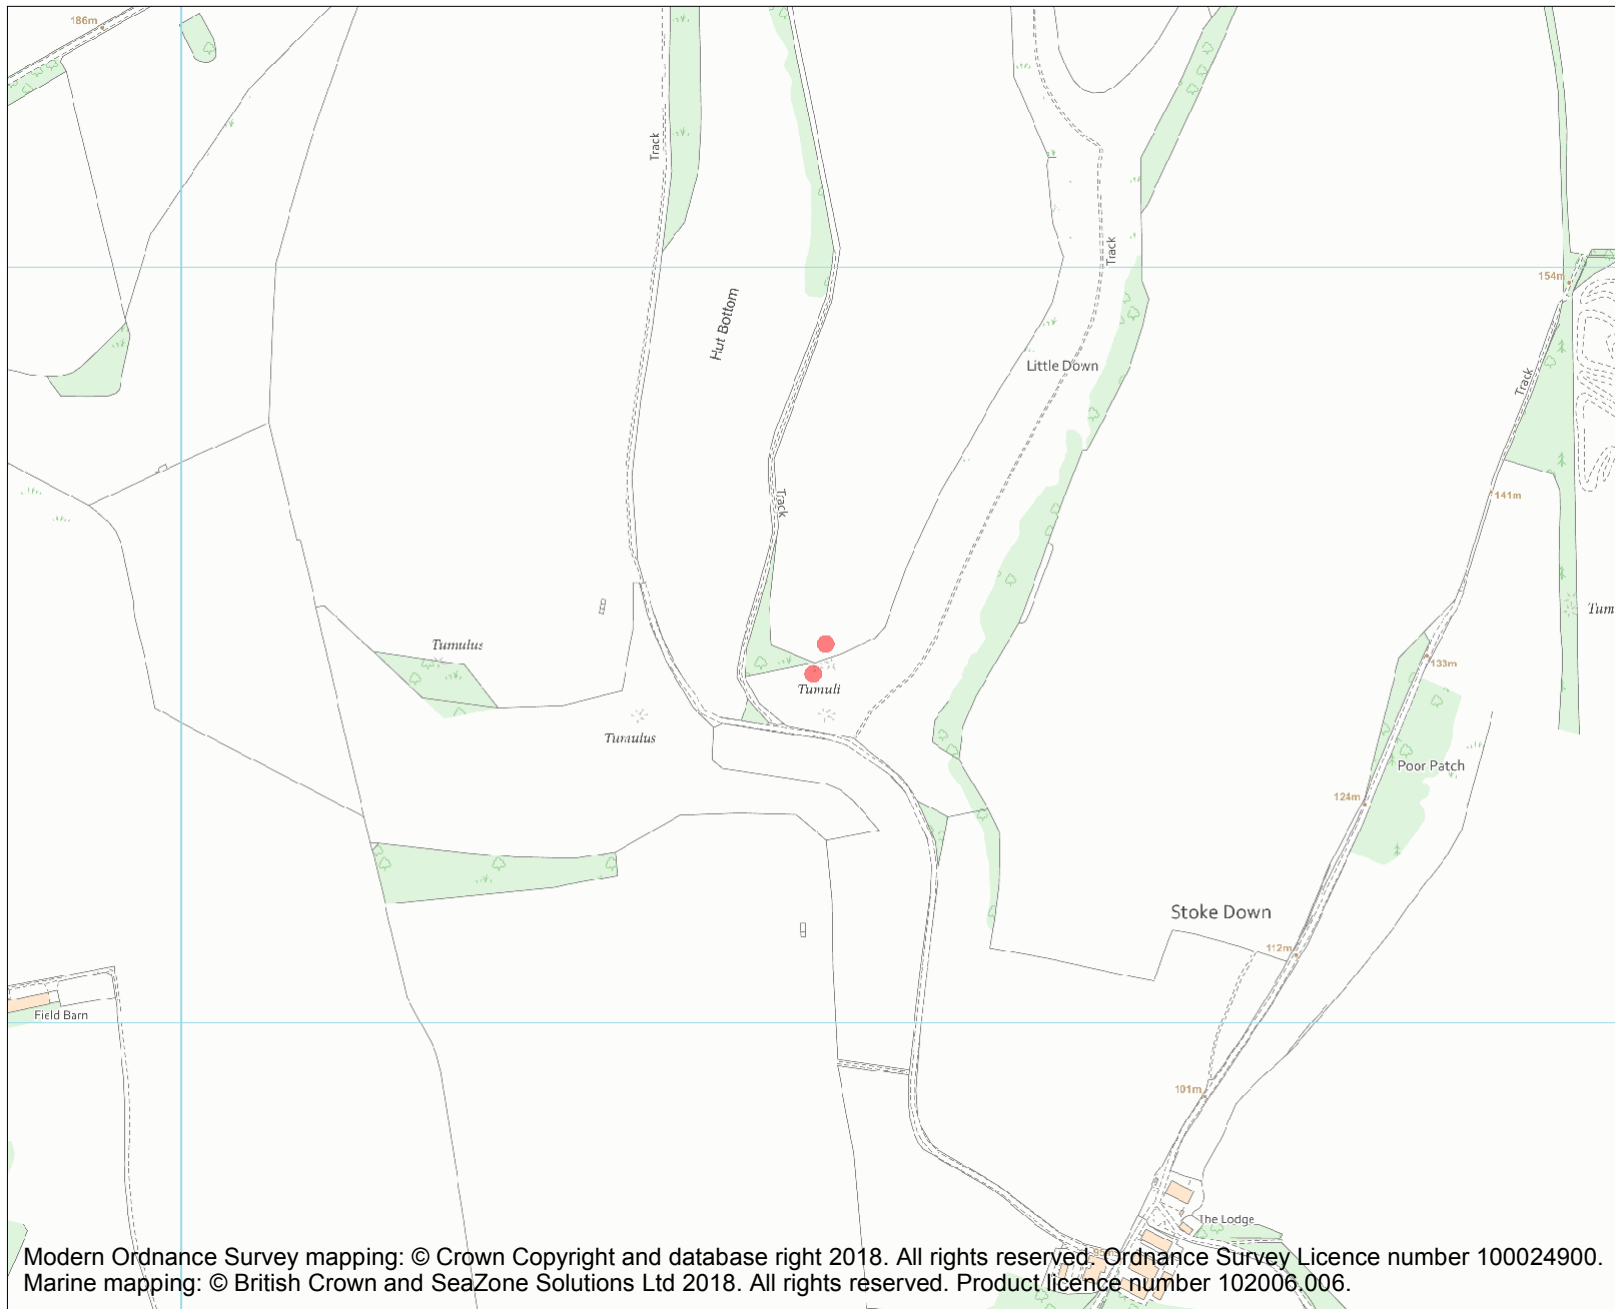 186m
Track
Track
154m
Hut Bottom
Little Down
Track
141m
Track
Tum
Tumulus
133m
Tumuli
Tumulus
Poor Patch
124m
Stoke Down
112m
Field Barn
101m
The Lodge
Modern Ordnance Survey mapping: © Crown Copyright and database right 2018. All rights reserved. Ordnance Survey Licence number 100024900.
Marine mapping: © British Crown and SeaZone Solutions Ltd 2018. All rights reserved. Product licence number 102006.006.